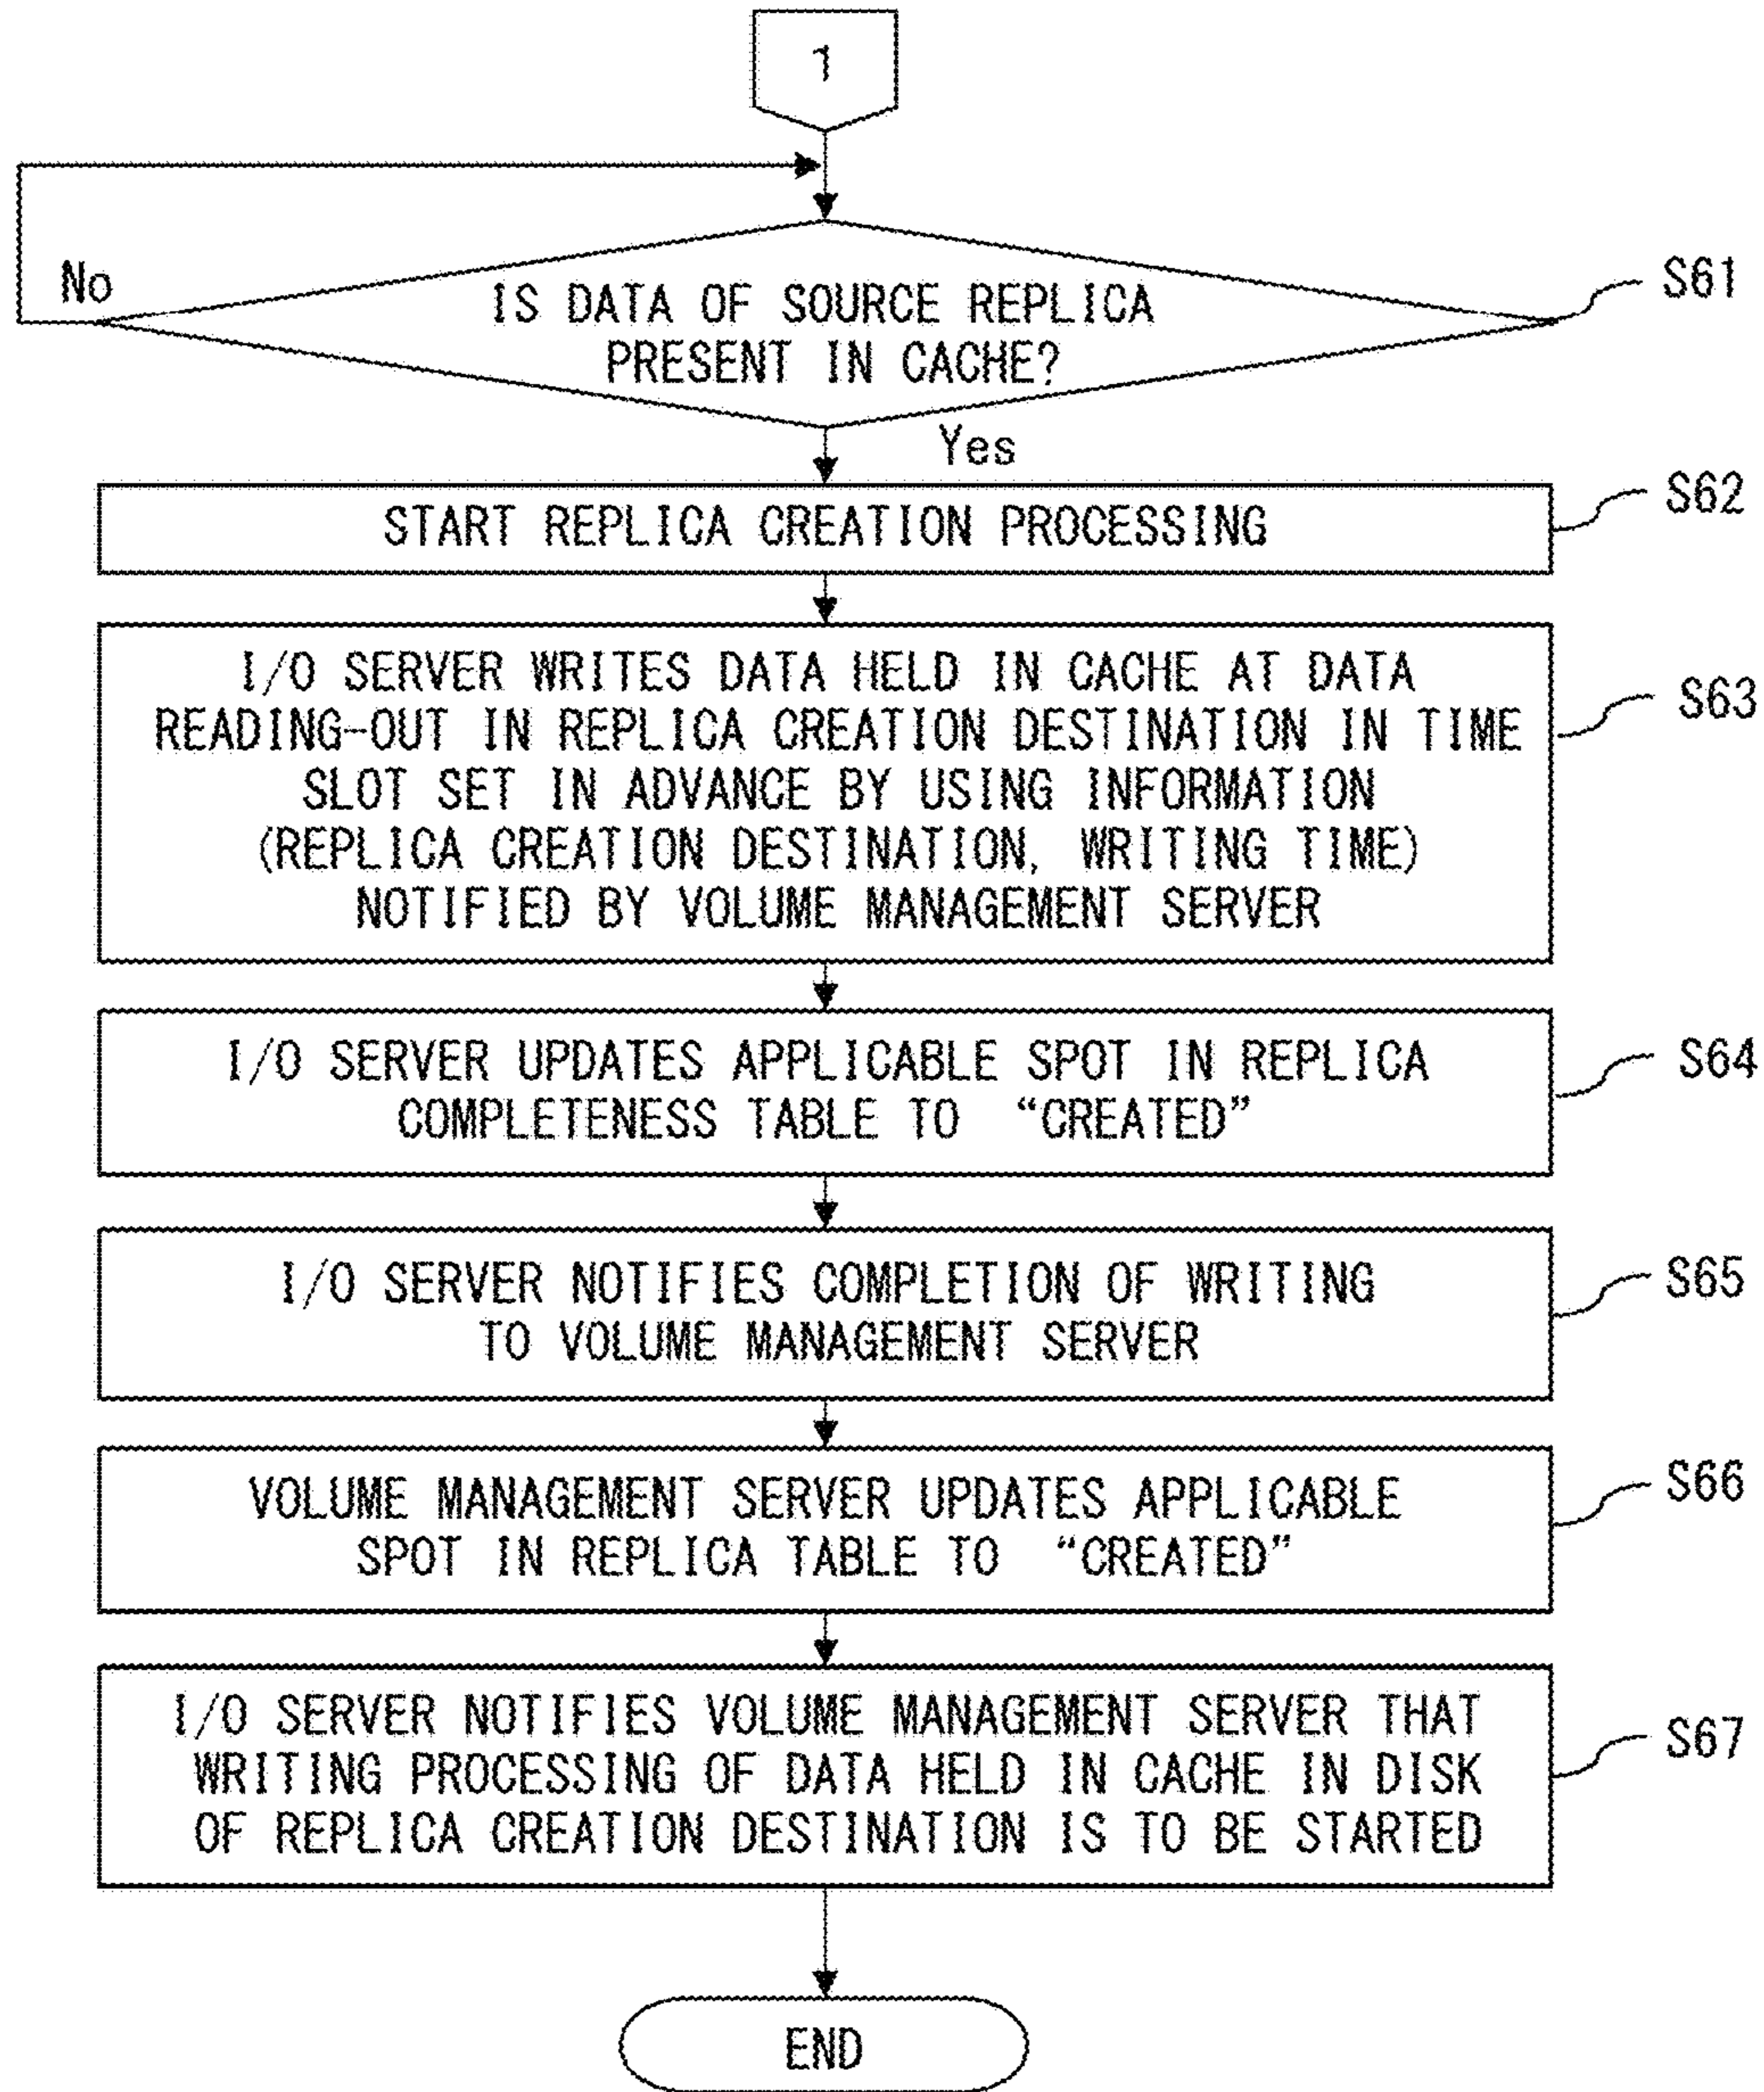 1
No
IS DATA OF SOURCE REPLICA
PRESENT IN CACHE?
S61
Yes
START REPLICA CREATION PROCESSING
S62
I/O SERVER WRITES DATA HELD IN CACHE AT DATA
READING-OUT IN REPLICA CREATION DESTINATION IN TIME
SLOT SET IN ADVANCE BY USING INFORMATION
(REPLICA CREATION DESTINATION, WRITING TIME)
NOTIFIED BY VOLUME MANAGEMENT SERVER
S63
I/O SERVER UPDATES APPLICABLE SPOT IN REPLICA
COMPLETENESS TABLE TO “CREATED”
S64
I/O SERVER NOTIFIES COMPLETION OF WRITING
TO VOLUME MANAGEMENT SERVER
S65
VOLUME MANAGEMENT SERVER UPDATES APPLICABLE
SPOT IN REPLICA TABLE TO “CREATED”
S66
I/O SERVER NOTIFIES VOLUME MANAGEMENT SERVER THAT
WRITING PROCESSING OF DATA HELD IN CACHE IN DISK
OF REPLICA CREATION DESTINATION IS TO BE STARTED
S67
END